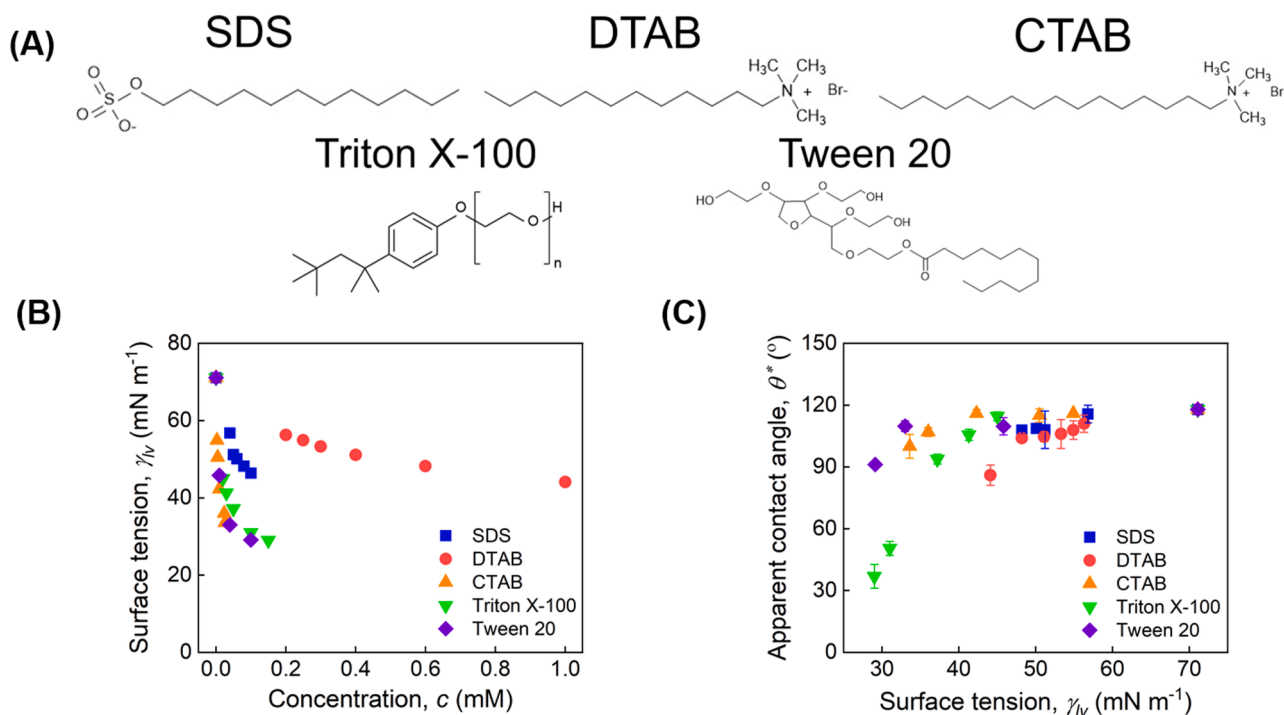 (A)
SDS
DTAB
CTAB
O
O
S
O
O-
H₃C
CH₃
N
+
CH₃
Br-
H₃C
CH₃
N
+
CH₃
Br
Triton X-100
Tween 20
O
O
H
n
HO
O
O
OH
O
O
OH
O
O
O
(B)
Surface tension, γlv (mN m⁻¹)
80
60
40
20
0
0.0 0.2 0.4 0.6 0.8 1.0
Concentration, c (mM)
SDS
DTAB
CTAB
Triton X-100
Tween 20
(C)
Apparent contact angle, θ* (º)
150
120
90
60
30
0
30 40 50 60 70
Surface tension, γlv (mN m⁻¹)
SDS
DTAB
CTAB
Triton X-100
Tween 20